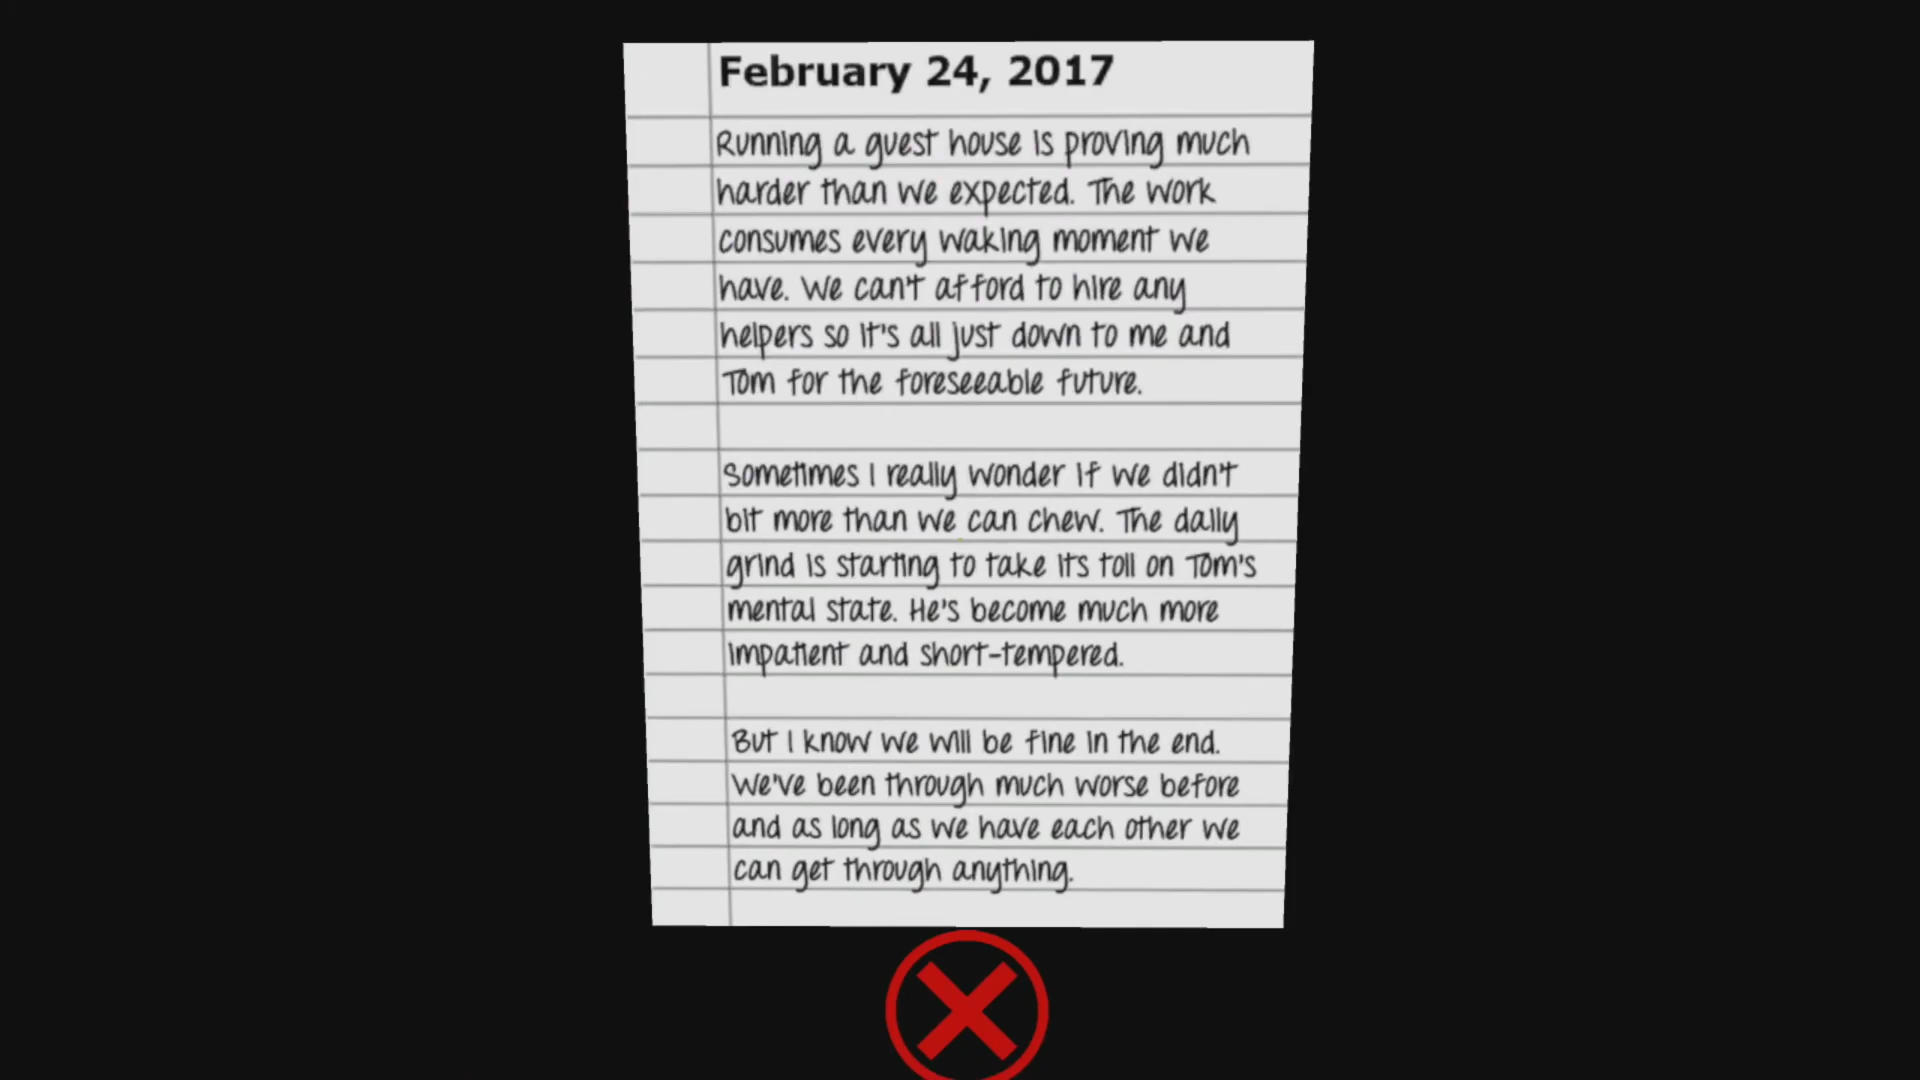 February 24, 2017
Running a guest house is proving much
harder than we expected. The work
consumes every waking moment we
have. We can't afford to hire any
helpers so it's all just down to me and
Tom for the foreseeable future.
Sometimes I really wonder if we didn't
bit more than we can chew. The daily
grind is starting to take its toll on Tom's
mental state. He's become much more
impatient and short-tempered.
But I know we will be fine in the end.
We've been through much worse before
and as long as we have each other we
can get through anything.